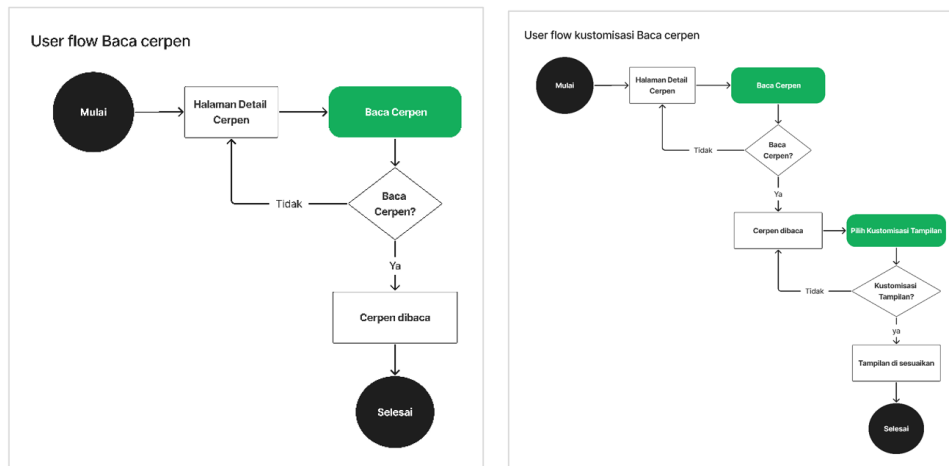 User flow Baca cerpen
Mulai
Halaman Detail
Cerpen
Baca Cerpen
Baca
Cerpen?
Tidak
Ya
Cerpen dibaca
Selesai
User flow kustomisasi Baca cerpen
Mulai
Halaman Detail
Cerpen
Baca Cerpen
Baca
Cerpen?
Tidak
Ya
Cerpen dibaca
Pilih Kustomisasi Tampilan
Kustomisasi
Tampilan?
Tidak
ya
Tampilan di sesuaikan
Selesai